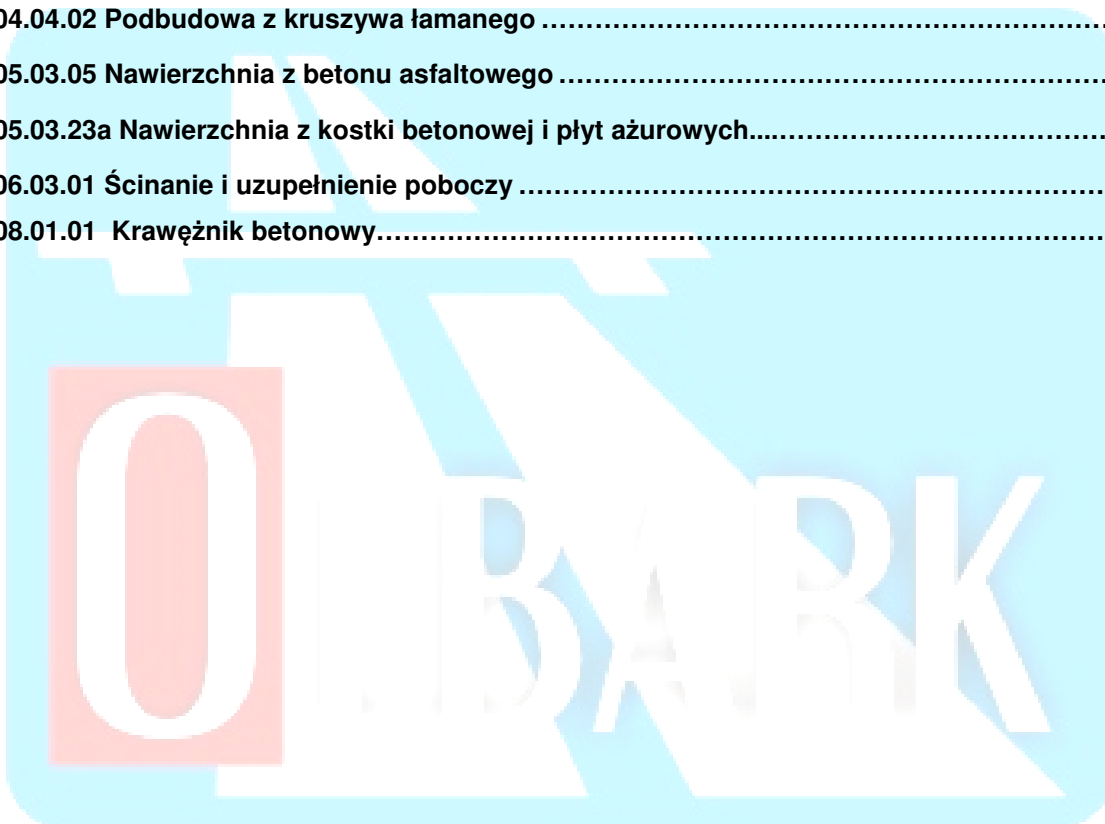 04.04.02 Podbudowa z kruszywa łamanego ……………………………………………………………
05.03.05 Nawierzchnia z betonu asfaltowego ……………………………………………………………
05.03.23a Nawierzchnia z kostki betonowej i płyt ażurowych...……………………………………
06.03.01 Ścinanie i uzupełnienie poboczy ………………………………………………………………
08.01.01 Krawężnik betonowy……………………………………………………………………………